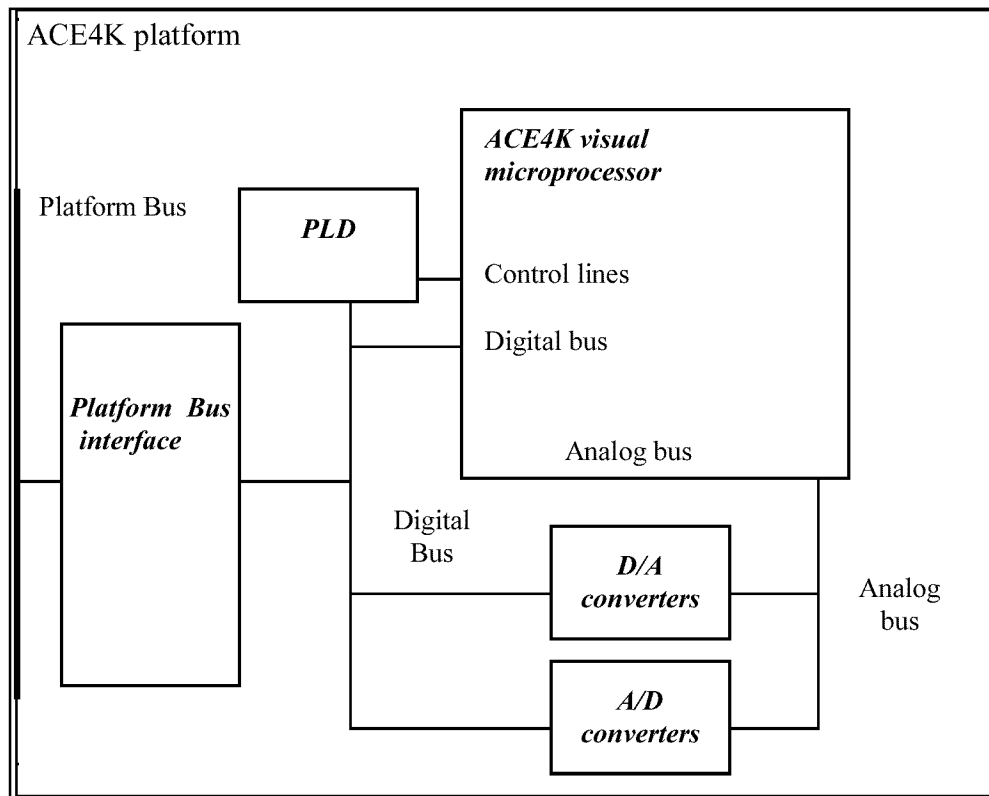 ACE4K platform
ACE4K visual
microprocessor
Platform Bus
PLD
Control lines
Digital bus
Platform Bus
interface
Analog bus
Digital
Bus
D/A
converters
Analog
bus
A/D
converters